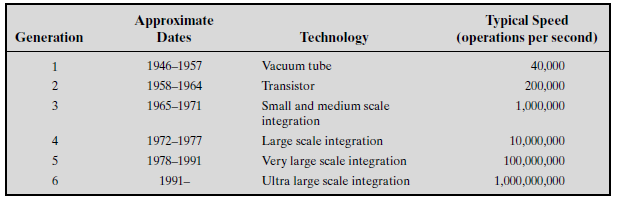 Generation Approximate Dates Technology Typical Speed (operations per second)
1 1946–1957 Vacuum tube 40,000
2 1958–1964 Transistor 200,000
3 1965–1971 Small and medium scale integration 1,000,000
4 1972–1977 Large scale integration 10,000,000
5 1978–1991 Very large scale integration 100,000,000
6 1991– Ultra large scale integration 1,000,000,000